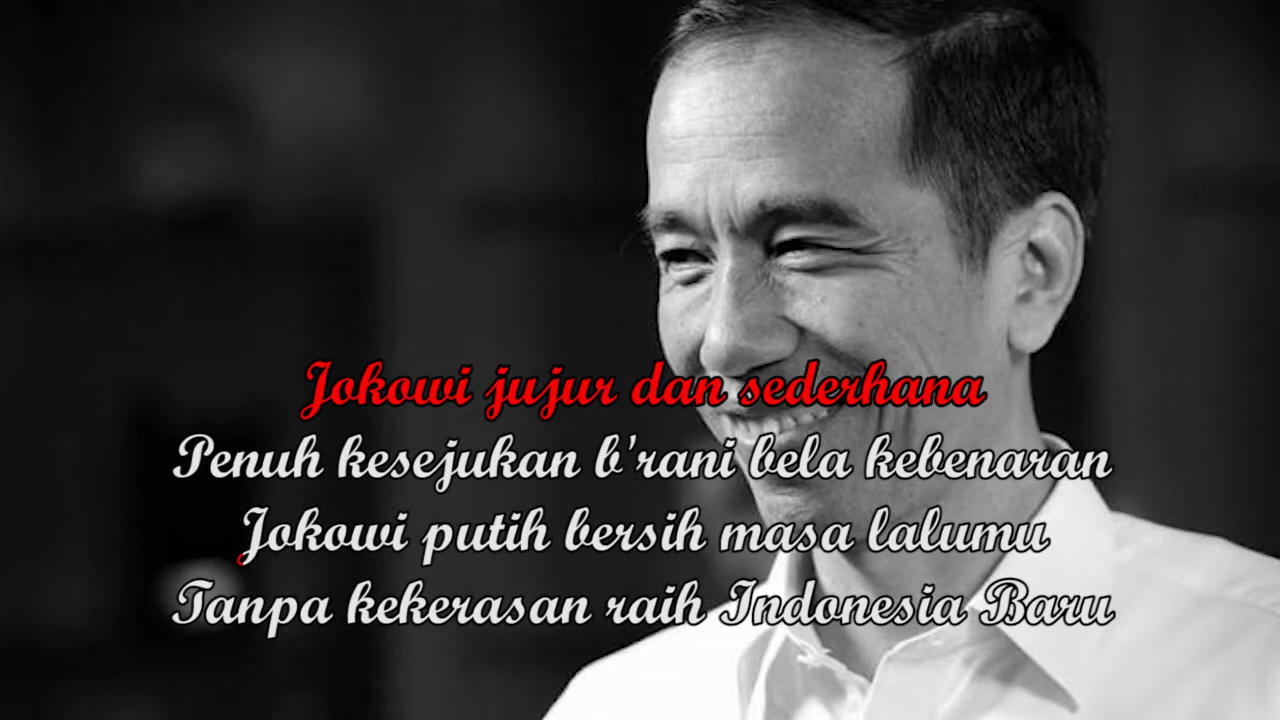 Jokowi jujur dan sederhana
Penuh kesejukan b'rani bela kebenaran
Jokowi putih bersih masa lalumu
Tanpa kekerasan raih Indonesia Baru